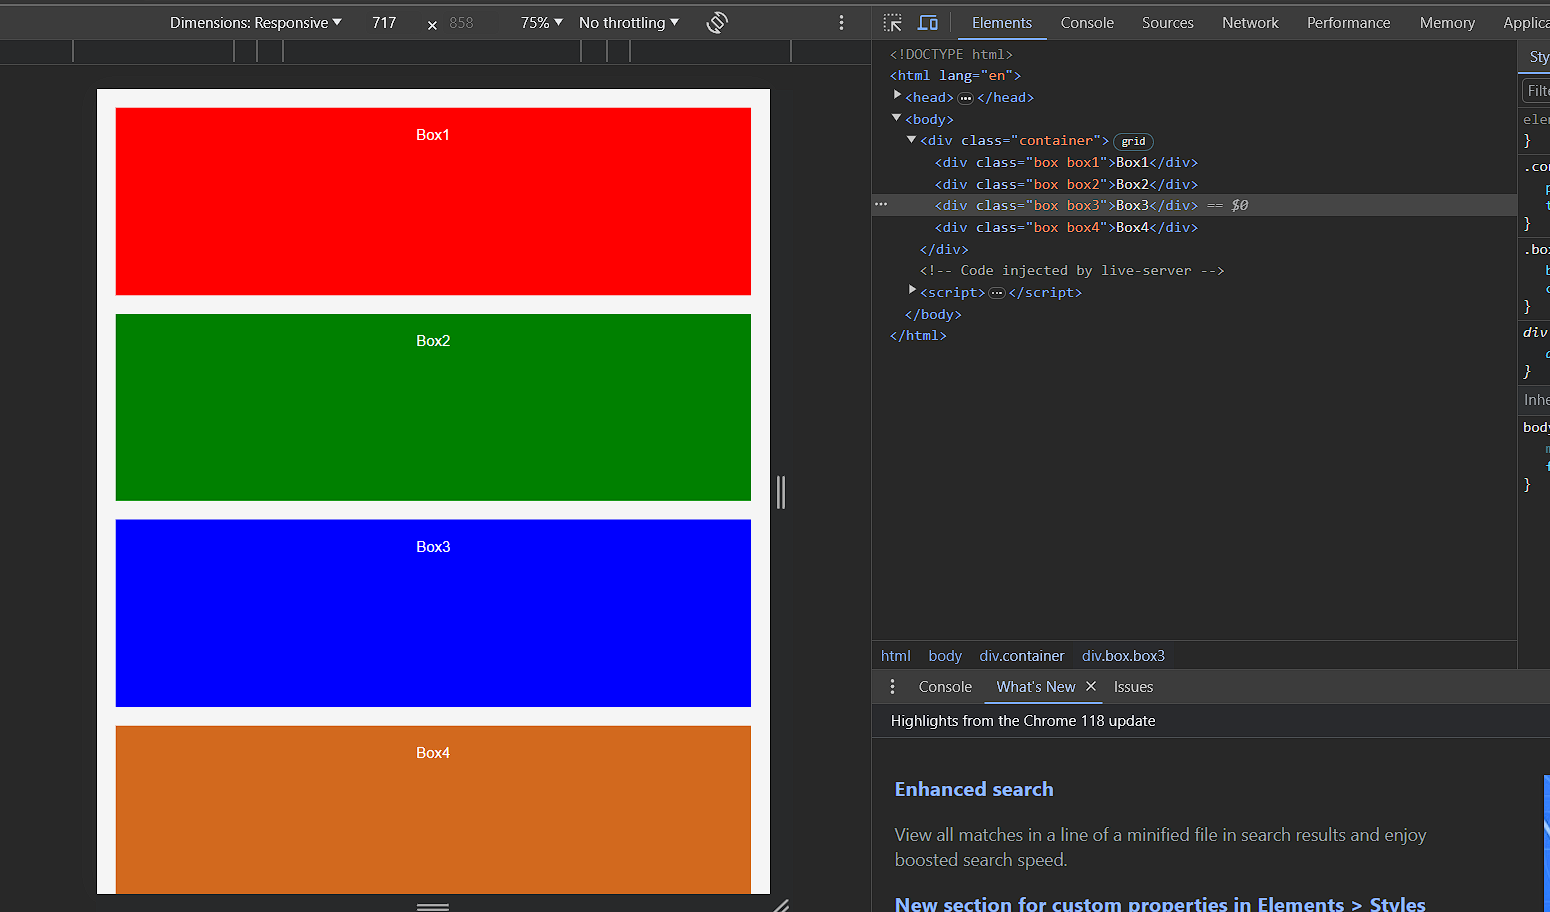 Dimensions: Responsive 717 × 858 75% No throttling
Elements Console Sources Network Performance Memory Applica
Box1
Box2
Box3
Box4
<!DOCTYPE html>
<html lang="en">
<head> ••• </head>
<body>
<div class="container"> grid
<div class="box box1">Box1</div>
<div class="box box2">Box2</div>
••• <div class="box box3">Box3</div> == $0
<div class="box box4">Box4</div>
</div>
<!-- Code injected by live-server -->
<script> ••• </script>
</body>
</html>
Sty
Filte
elem
}
.con
p
t
}
.box
b
c
}
div
d
}
Inhe
body
m
f
}
html body div.container div.box.box3
Console What's New × Issues
Highlights from the Chrome 118 update
Enhanced search
View all matches in a line of a minified file in search results and enjoy
boosted search speed.
New section for custom properties in Elements > Styles